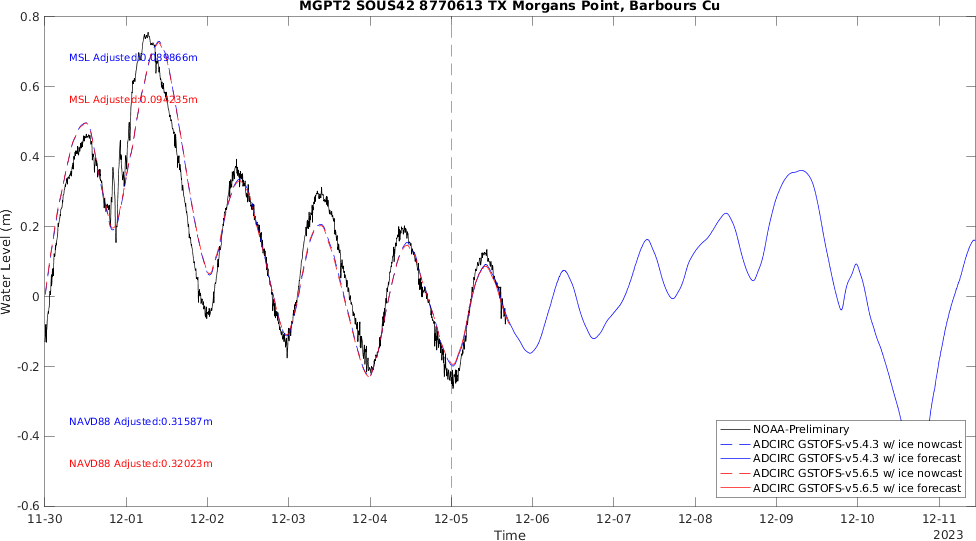 MGPT2 SOUS42 8770613 TX Morgans Point, Barbours Cu
0.8
0.6
0.4
0.2
0
-0.2
-0.4
-0.6
Water Level (m)
MSL Adjusted:0.089866m
MSL Adjusted:0.094235m
NAVD88 Adjusted:0.31587m
NAVD88 Adjusted:0.32023m
NOAA-Preliminary
ADCIRC GSTOFS-v5.4.3 w/ ice nowcast
ADCIRC GSTOFS-v5.4.3 w/ ice forecast
ADCIRC GSTOFS-v5.6.5 w/ ice nowcast
ADCIRC GSTOFS-v5.6.5 w/ ice forecast
11-30 12-01 12-02 12-03 12-04 12-05 12-06 12-07 12-08 12-09 12-10 12-11
Time
2023